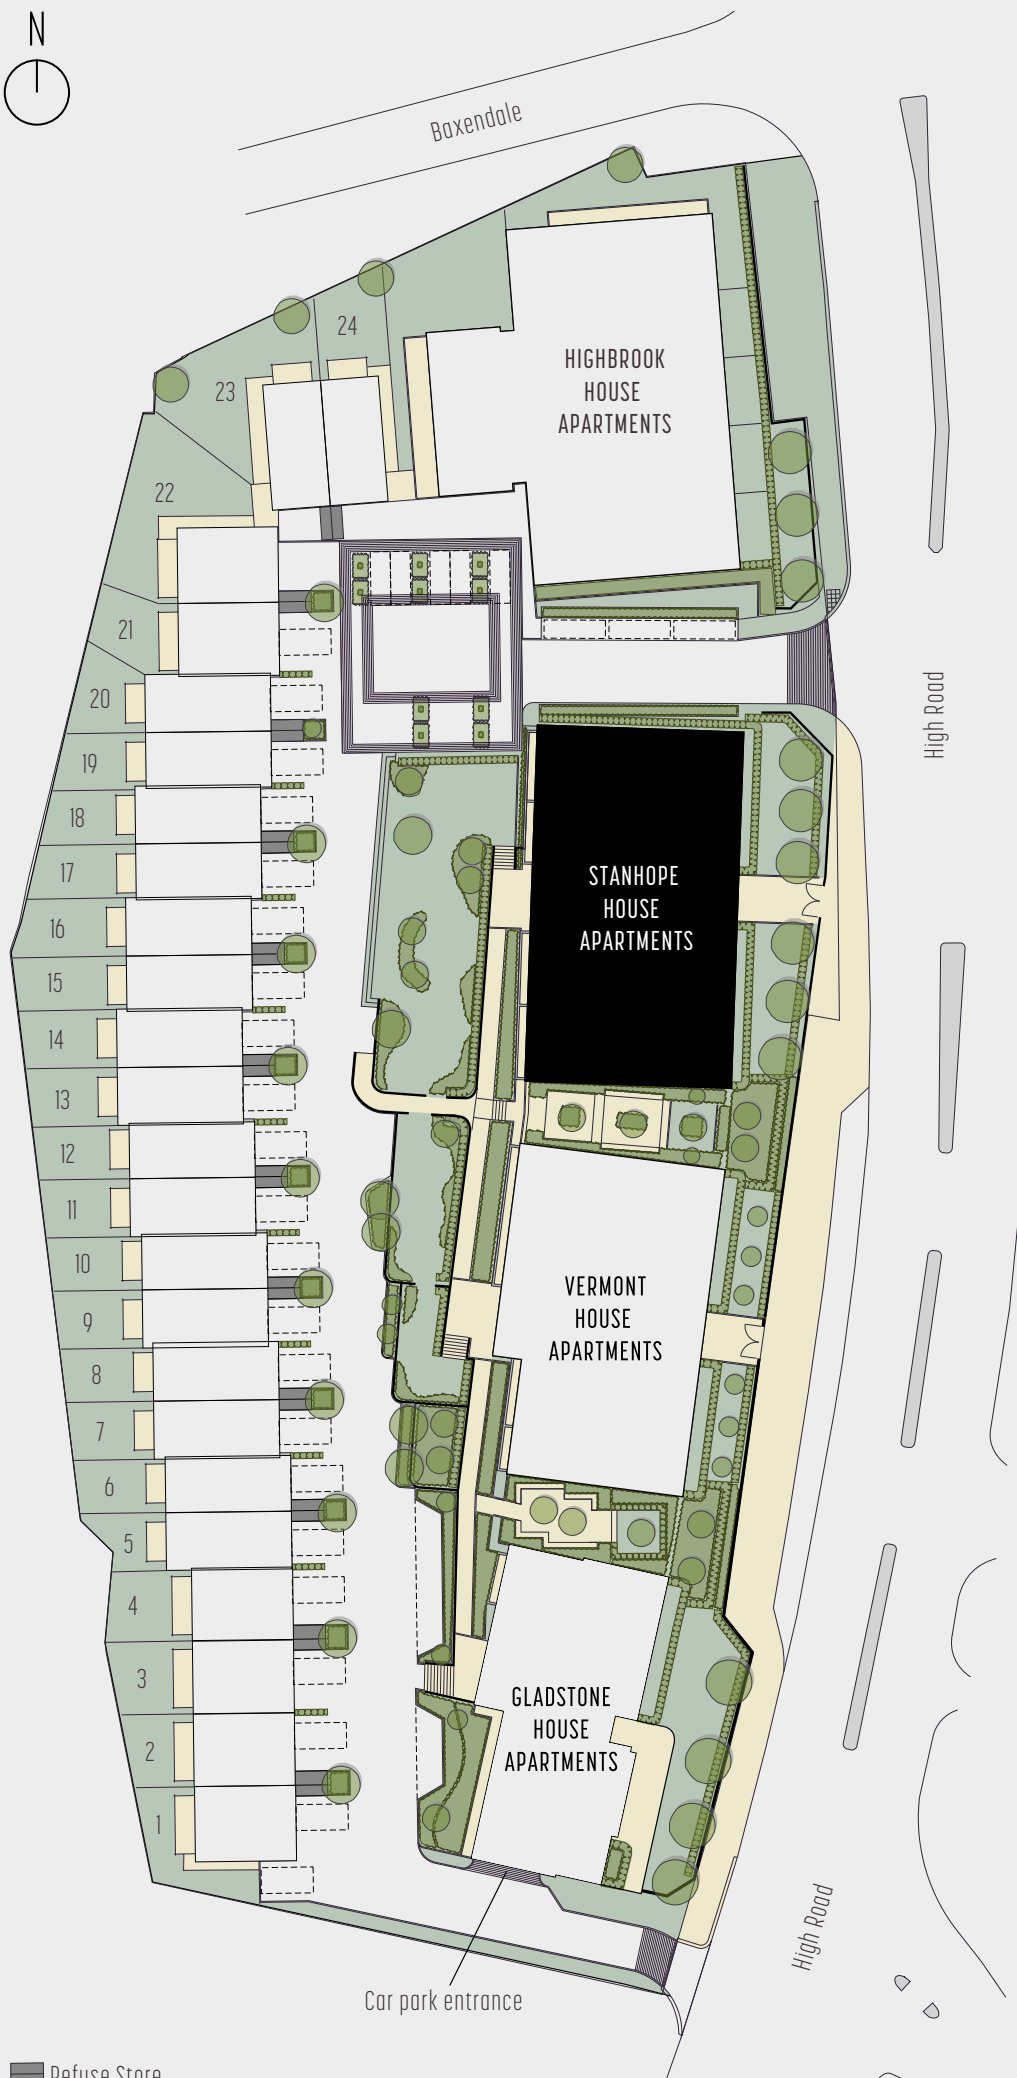 N
Baxendale
24
23
HIGHBROOK
HOUSE
APARTMENTS
22
21
20
19
18
17
16
15
14
13
12
11
10
9
8
7
6
5
4
3
2
1
High Road
STANHOPE
HOUSE
APARTMENTS
VERMONT
HOUSE
APARTMENTS
GLADSTONE
HOUSE
APARTMENTS
High Road
Car park entrance
Refuse Store